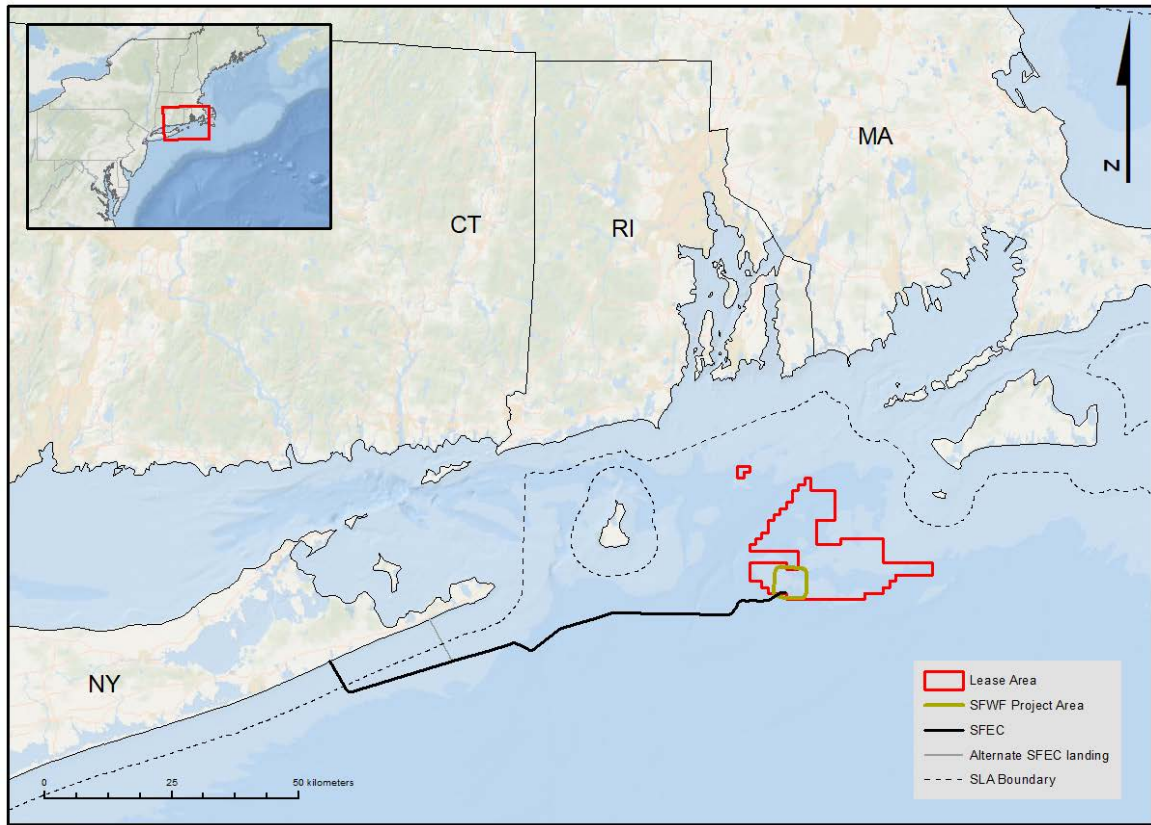 MA
N
CT
RI
NY
Lease Area
SFWF Project Area
SFEC
Alternate SFEC landing
SLA Boundary
0 25 50 kilometers